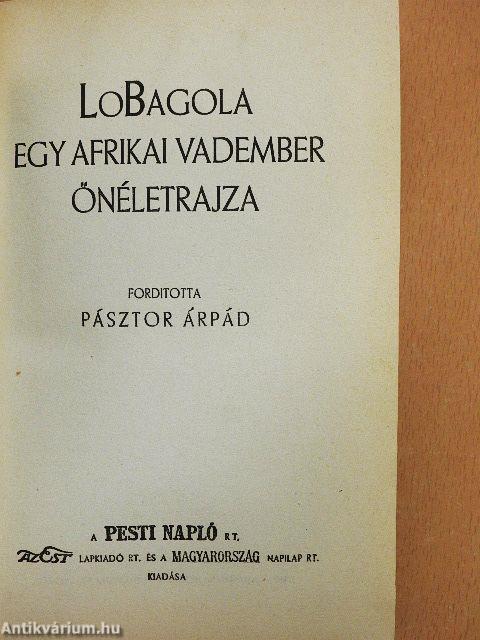 LoBagola
EGY AFRIKAI VADEMBER
ÖNÉLETRAJZA
FORDITOTTA
PÁSZTOR ÁRPÁD
A PESTI NAPLÓ RT.
AZ EST LAPKIADÓ RT. ÉS A MAGYARORSZÁG NAPILAP RT.
KIADÁSA
Antikvárium.hu